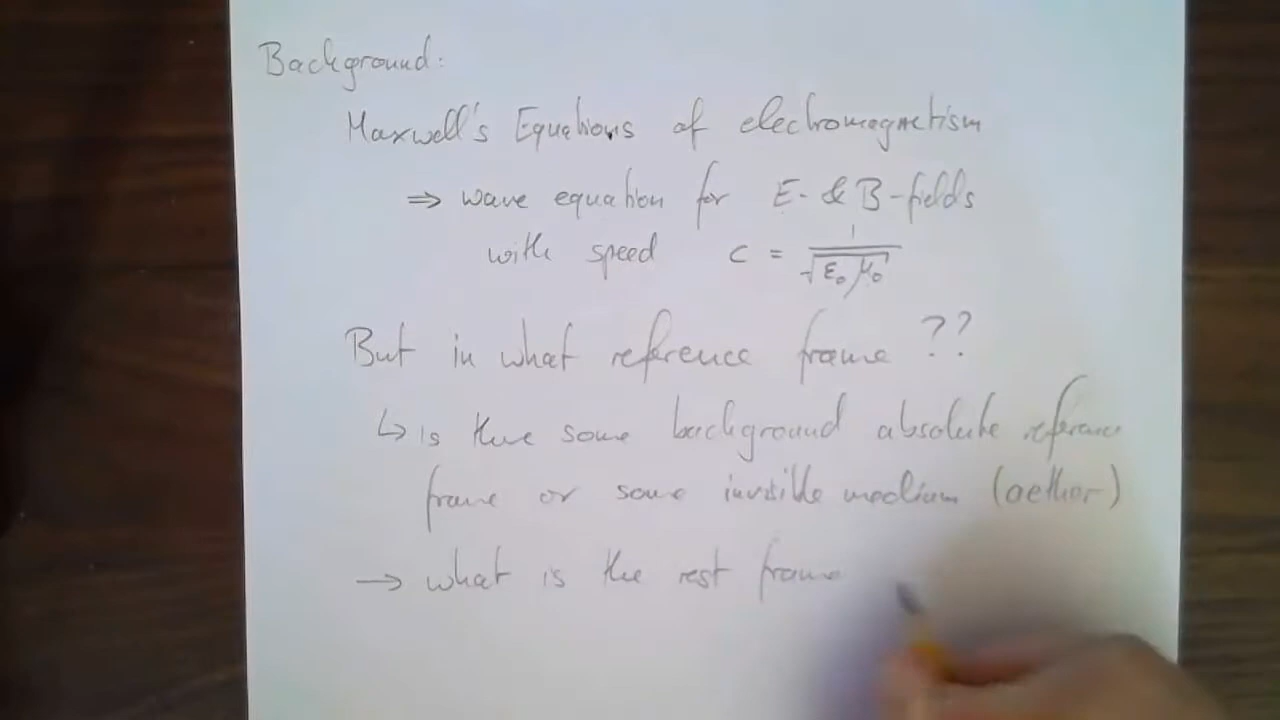 Background:
Maxwell's Equations of electromagnetism
⇒ wave equation for E- & B-fields
with speed c = 1/√ε₀μ₀
But in what reference frame ??
↳ is there some background absolute reference
frame or some invisible medium (aether)
→ what is the rest frame